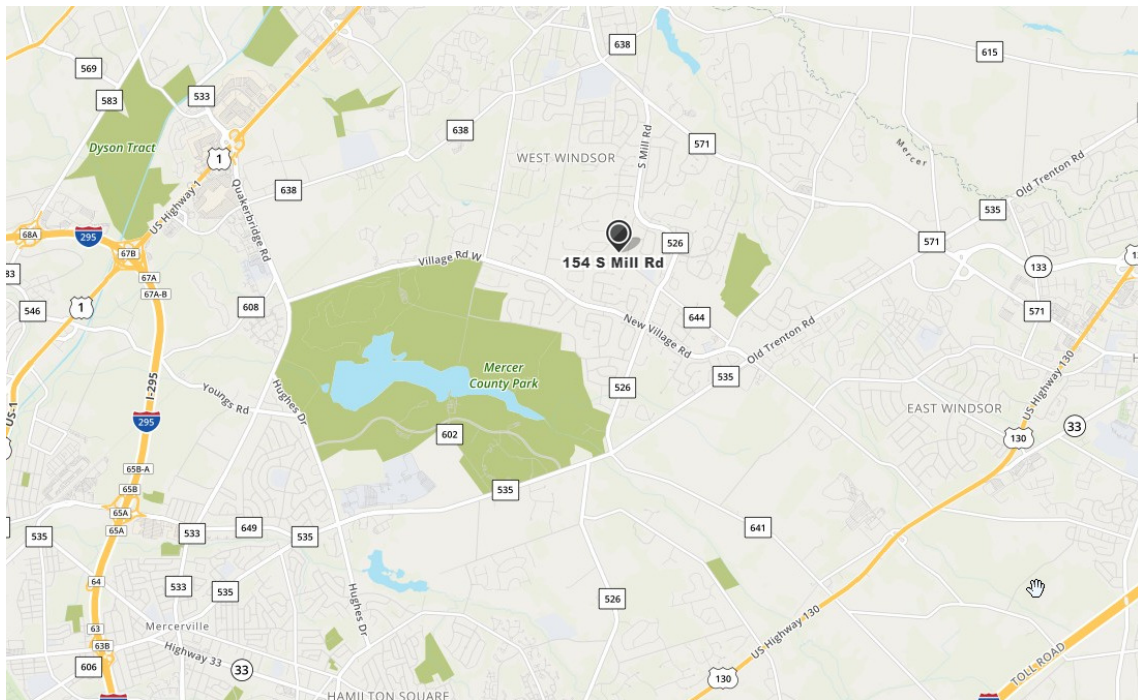 638
615
569
583
533
Dyson Tract
1
638
WEST WINDSOR
S Mill Rd
571
Mercer
Old Trenton Rd
638
US Highway 1
Quakerbridge Rd
535
68A
295
67B
526
571
154 S Mill Rd
Village Rd W
133
67A
67A-B
1
546
608
644
571
New Village Rd
Old Trenton Rd
US Highway 130
Mercer
County Park
535
I-295
US-1
Youngs Rd
Hughes Dr
526
EAST WINDSOR
295
602
130
33
65B-A
65B
535
65A
65A
535
533
649
535
641
64
533
535
Hughes Dr
526
63
Mercerville
63B
Highway 33
US Highway 130
606
33
TOLL ROAD
130
HAMILTON SQUARE